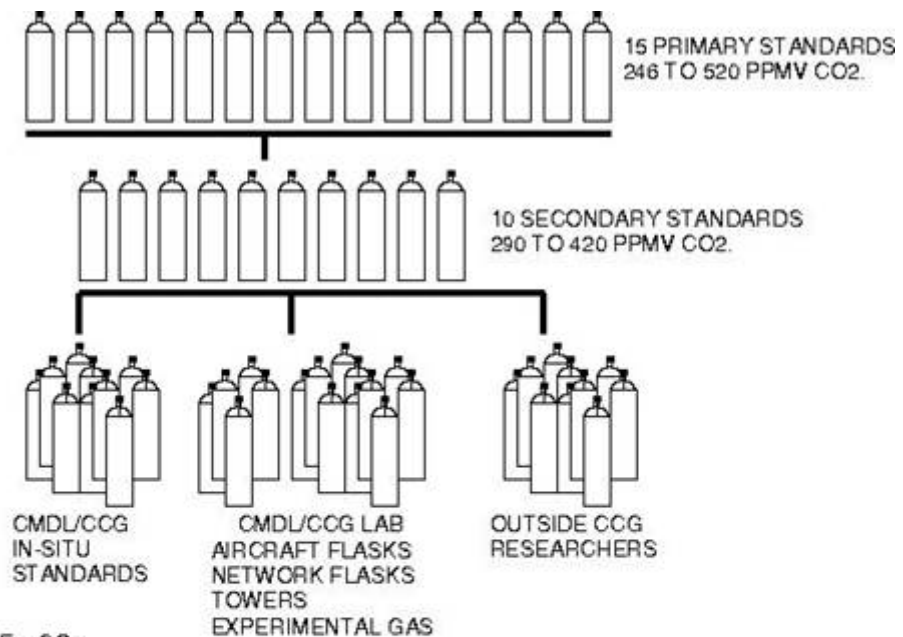 15 PRIMARY STANDARDS
246 TO 520 PPMV CO2.
10 SECONDARY STANDARDS
290 TO 420 PPMV CO2.
CMDL/CCG
IN-SITU
STANDARDS
CMDL/CCG LAB
AIRCRAFT FLASKS
NETWORK FLASKS
TOWERS
EXPERIMENTAL GAS
OUTSIDE CCG
RESEARCHERS